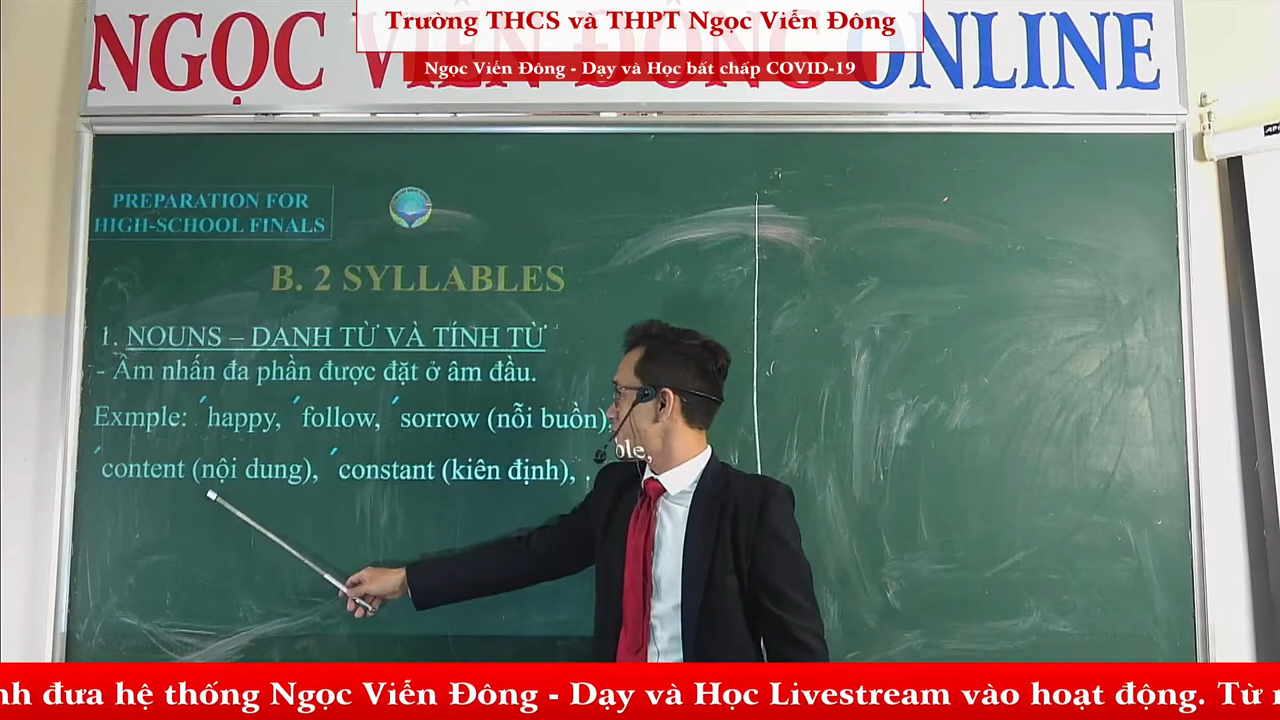 Trường THCS và THPT Ngọc Viễn Đông
NGỌC VIỄN ĐÔNG ONLINE
Ngọc Viễn Đông - Dạy và Học bất chấp COVID-19
PREPARATION FOR
HIGH-SCHOOL FINALS
B. 2 SYLLABLES
1. NOUNS – DANH TỪ VÀ TÍNH TỪ
- Âm nhấn đa phần được đặt ở âm đầu.
Exmple: ˊhappy, ˊfollow, ˊsorrow (nỗi buồn),
ˊcontent (nội dung), ˊconstant (kiên định),
đưa hệ thống Ngọc Viễn Đông - Dạy và Học Livestream vào hoạt động. Từ